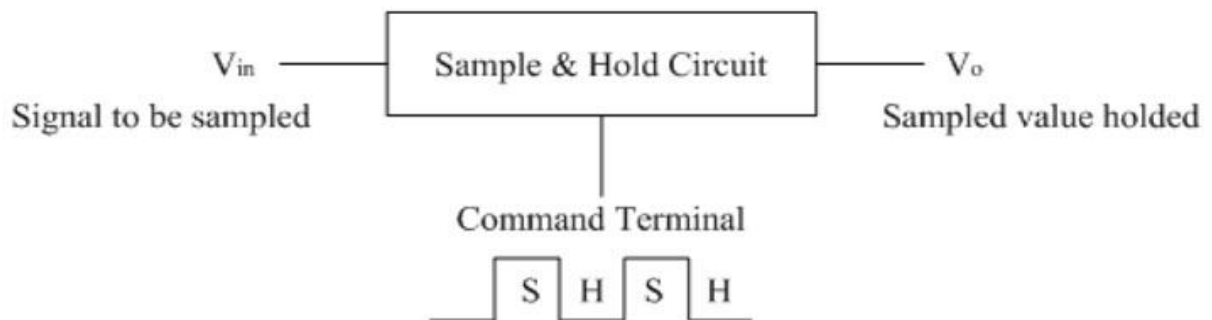 Vin
Sample & Hold Circuit
Vo
Signal to be sampled
Sampled value holded
Command Terminal
S H S H